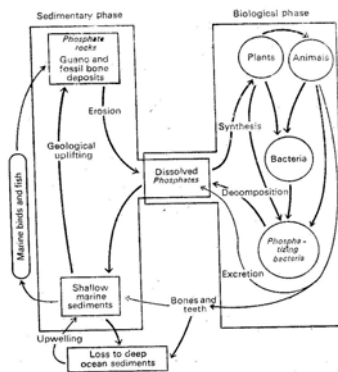 Sedimentary phase
Biological phase
Phosphate
rocks
Guano and
fossil bone
deposits
Plants
Animals
Erosion
Synthesis
Geological
uplifting
Bacteria
Dissolved
Phosphates
Decomposition
Marine birds and fish
Phospha-
tizing
bacteria
Excretion
Shallow
marine
sediments
Bones and
teeth
Upwelling
Loss to deep
ocean sediments